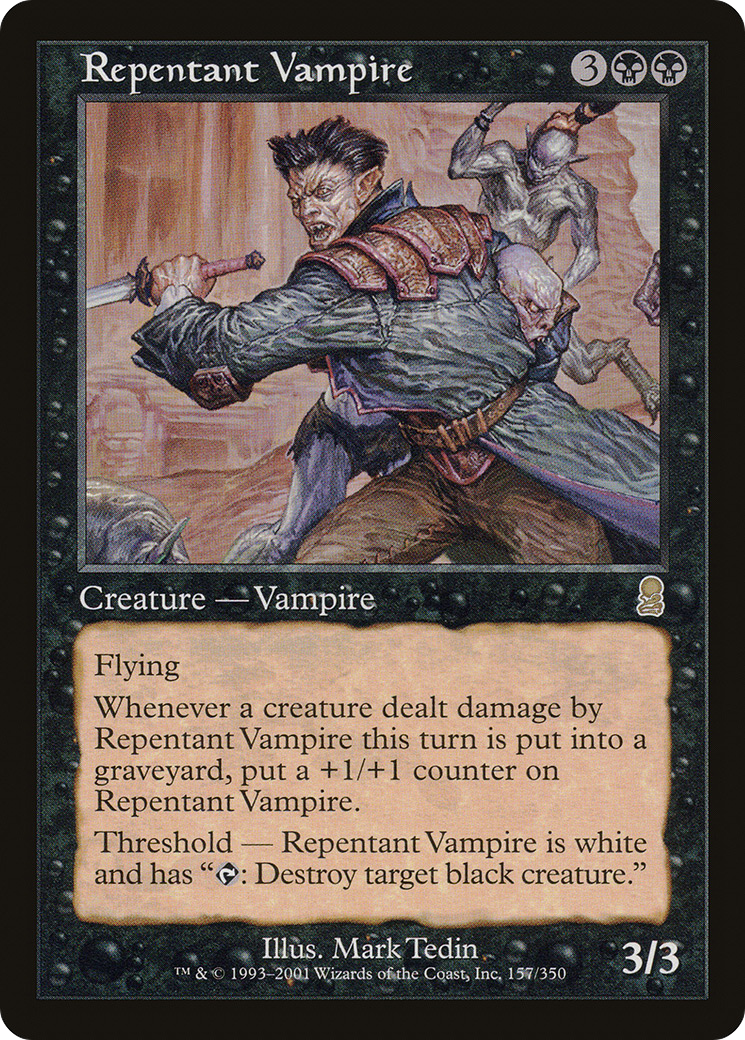 Repentant Vampire 3
Creature — Vampire
Flying
Whenever a creature dealt damage by
Repentant Vampire this turn is put into a
graveyard, put a +1/+1 counter on
Repentant Vampire.
Threshold — Repentant Vampire is white
and has “: Destroy target black creature.”
Illus. Mark Tedin
™ & © 1993–2001 Wizards of the Coast, Inc. 157/350
3/3